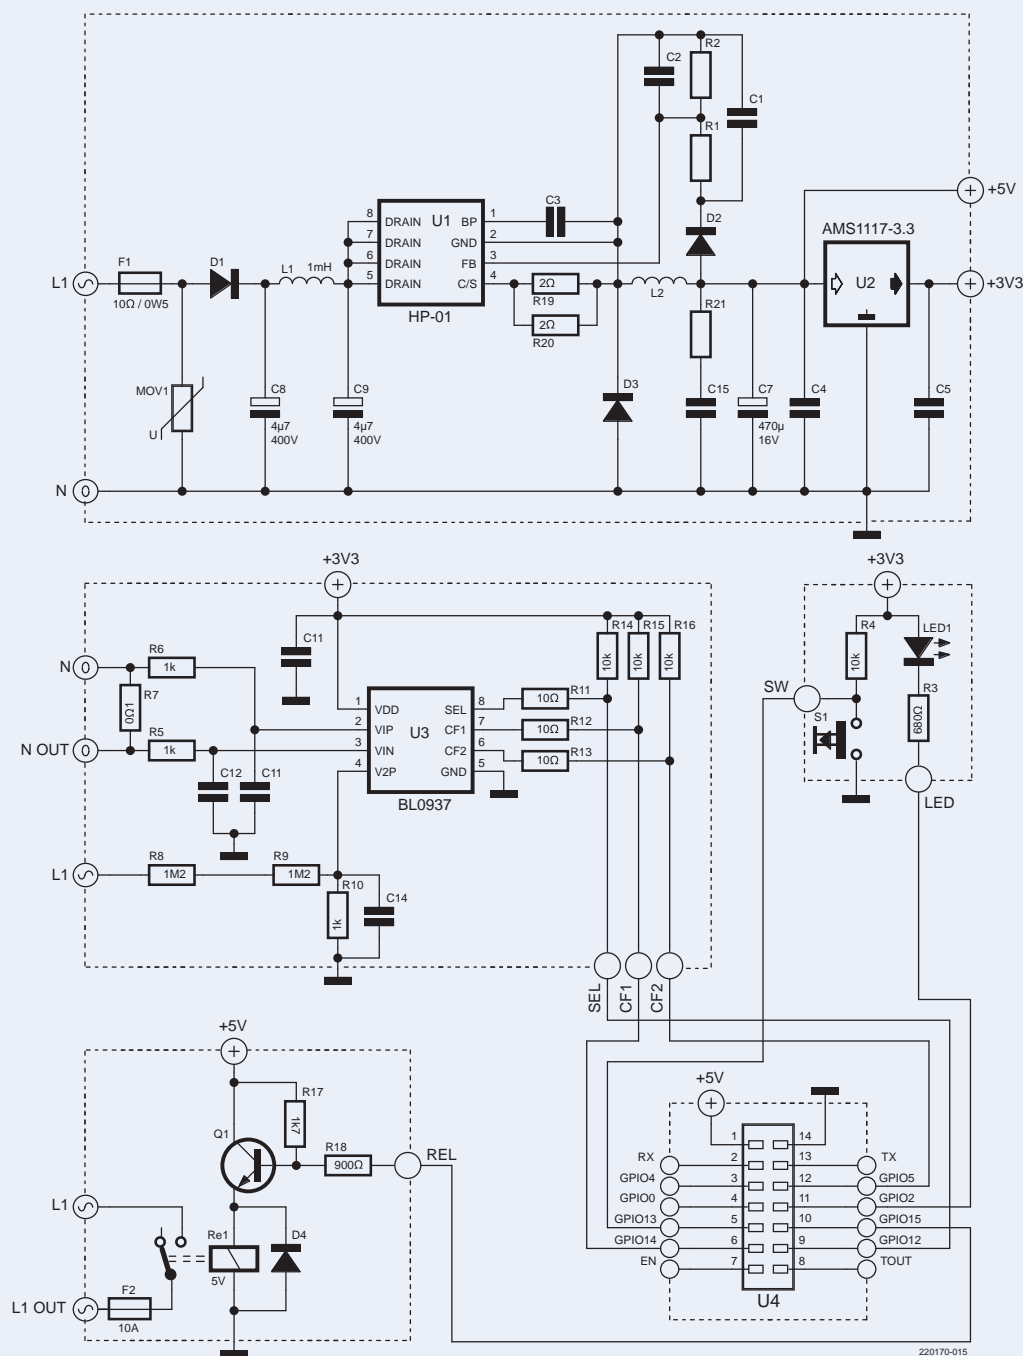 R2
C2
C1
R1
+5V
C3
D2
AMS1117-3.3
8 DRAIN U1 BP 1
7 DRAIN GND 2
6 DRAIN FB 3
5 DRAIN C/S 4
HP-01
F1
D1
L1 1mH
L1
10Ω / 0W5
2Ω
R19
2Ω
R20
L2
R21
U2
+3V3
MOV1
U
C8
4µ7
400V
C9
4µ7
400V
D3
C15
C7
470µ
16V
C4
C5
N
0
+3V3
+3V3
C11
R14
R15
R16
10k
10k
10k
R4
10k
LED1
N
0
R6
1k
R7
0Ω1
N OUT
0
R5
1k
1 VDD SEL 8
2 VIP U3 CF1 7
3 VIN CF2 6
4 V2P GND 5
BL0937
10Ω R11
10Ω R12
10Ω R13
SW
S1
R3
680Ω
LED
C12
C11
L1
R8
1M2
R9
1M2
R10
1k
C14
SEL
CF1
CF2
+5V
R17
1k7
Q1
R18
900Ω
REL
L1
Re1
5V
D4
L1 OUT
F2
10A
+5V
1 14
RX 2 13 TX
GPIO4 3 12 GPIO5
GPIO0 4 11 GPIO2
GPIO13 5 10 GPIO15
GPIO14 6 9 GPIO12
EN 7 8 TOUT
U4
220170-015